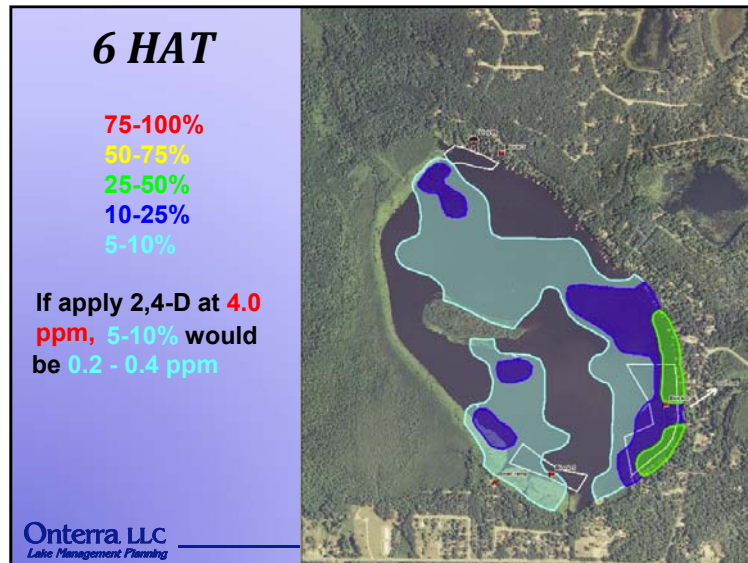 6 HAT
75-100%
50-75%
25-50%
10-25%
5-10%
If apply 2,4-D at 4.0
ppm, 5-10% would
be 0.2 - 0.4 ppm
Onterra, LLC
Lake Management Planning